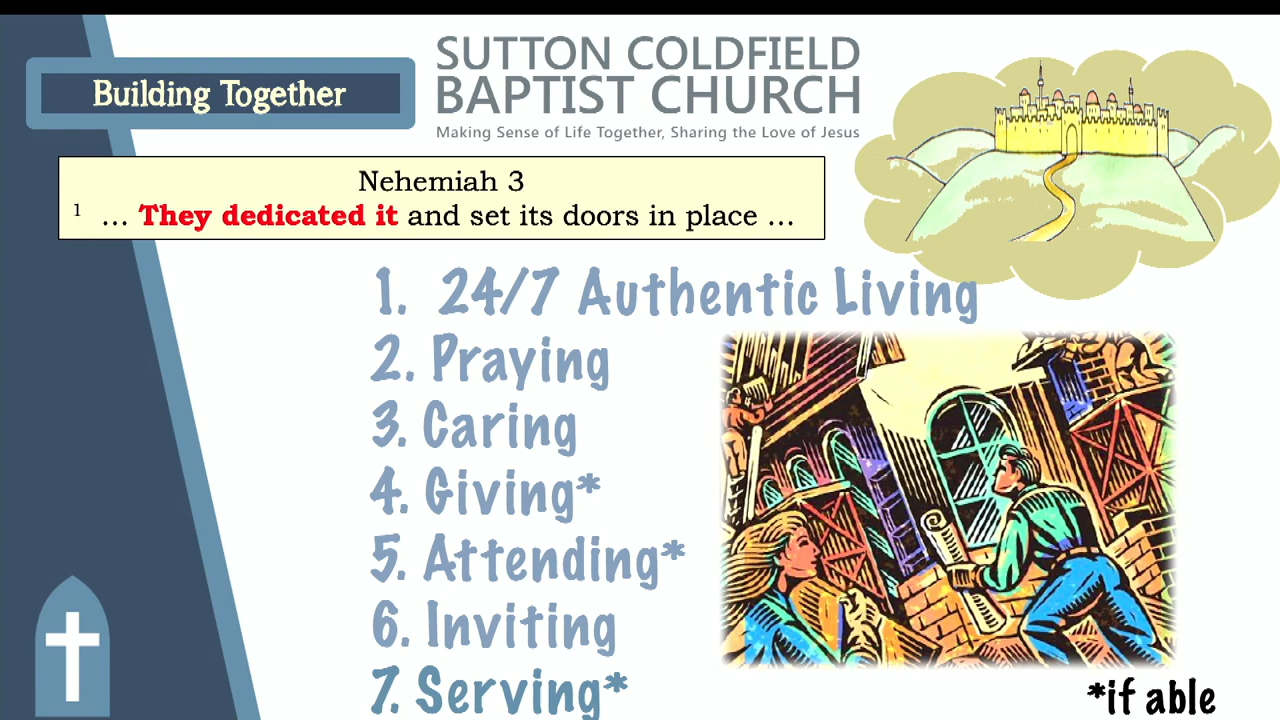 Building Together
SUTTON COLDFIELD
BAPTIST CHURCH
Making Sense of Life Together, Sharing the Love of Jesus
Nehemiah 3
1 … They dedicated it and set its doors in place …
1. 24/7 Authentic Living
2. Praying
3. Caring
4. Giving*
5. Attending*
6. Inviting
7. Serving*
*if able